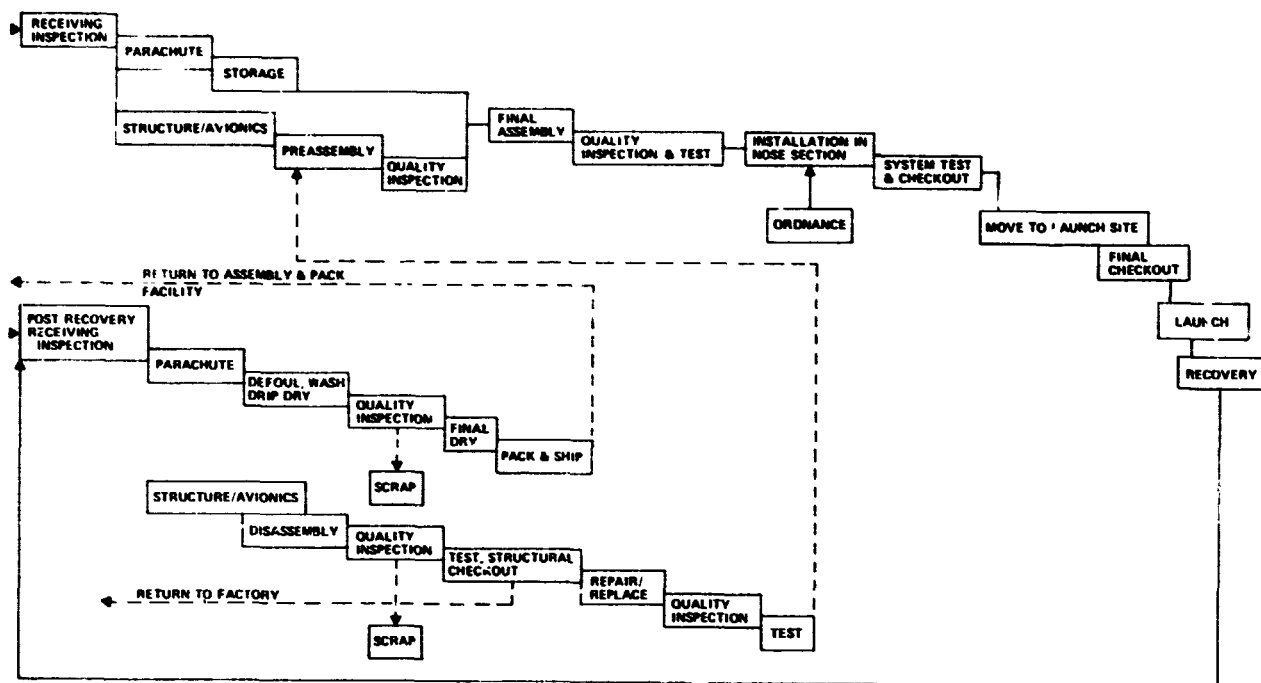 RECEIVING
INSPECTION
PARACHUTE
STORAGE
STRUCTURE/AVIONICS
PREASSEMBLY
QUALITY
INSPECTION
FINAL
ASSEMBLY
QUALITY
INSPECTION & TEST
INSTALLATION IN
NOSE SECTION
SYSTEM TEST
& CHECKOUT
ORDNANCE
MOVE TO LAUNCH SITE
FINAL
CHECKOUT
LAUNCH
RECOVERY
RETURN TO ASSEMBLY & PACK
FACILITY
POST RECOVERY
RECEIVING
INSPECTION
PARACHUTE
DEFOUL, WASH
DRIP DRY
QUALITY
INSPECTION
FINAL
DRY
PACK & SHIP
SCRAP
STRUCTURE/AVIONICS
DISASSEMBLY
QUALITY
INSPECTION
TEST, STRUCTURAL
CHECKOUT
REPAIR/
REPLACE
QUALITY
INSPECTION
TEST
RETURN TO FACTORY
SCRAP